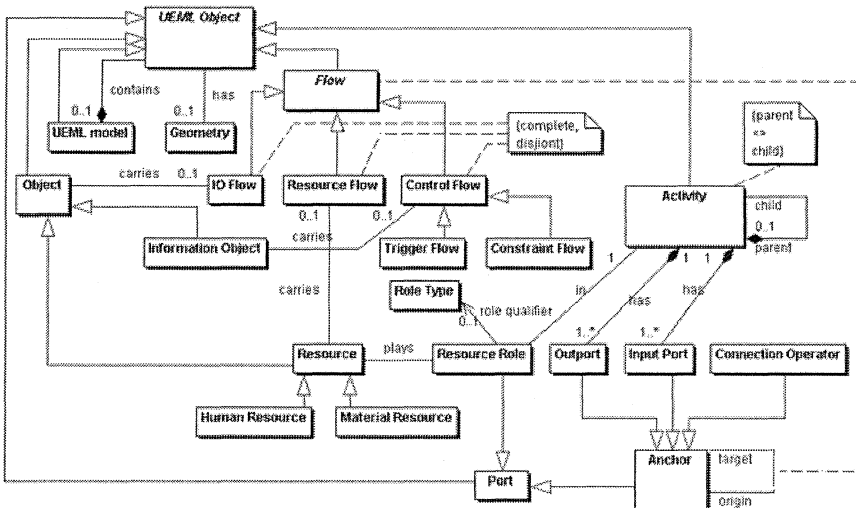 UEML Object
Flow
contains
has
0..1
0..1
UEML model
Geometry
{complete,
disjiont}
{parent
<>
child}
carries
0..1
Object
IO Flow
Resource Flow
Control Flow
Activity
child
0..1
parent
0..1
0..1
carries
Information Object
Trigger Flow
Constraint Flow
1
1
1
carries
Role Type
role qualifier
0..1
in
has
has
1..*
1..*
Resource
plays
Resource Role
Outport
Input Port
Connection Operator
Human Resource
Material Resource
Port
Anchor
target
origin